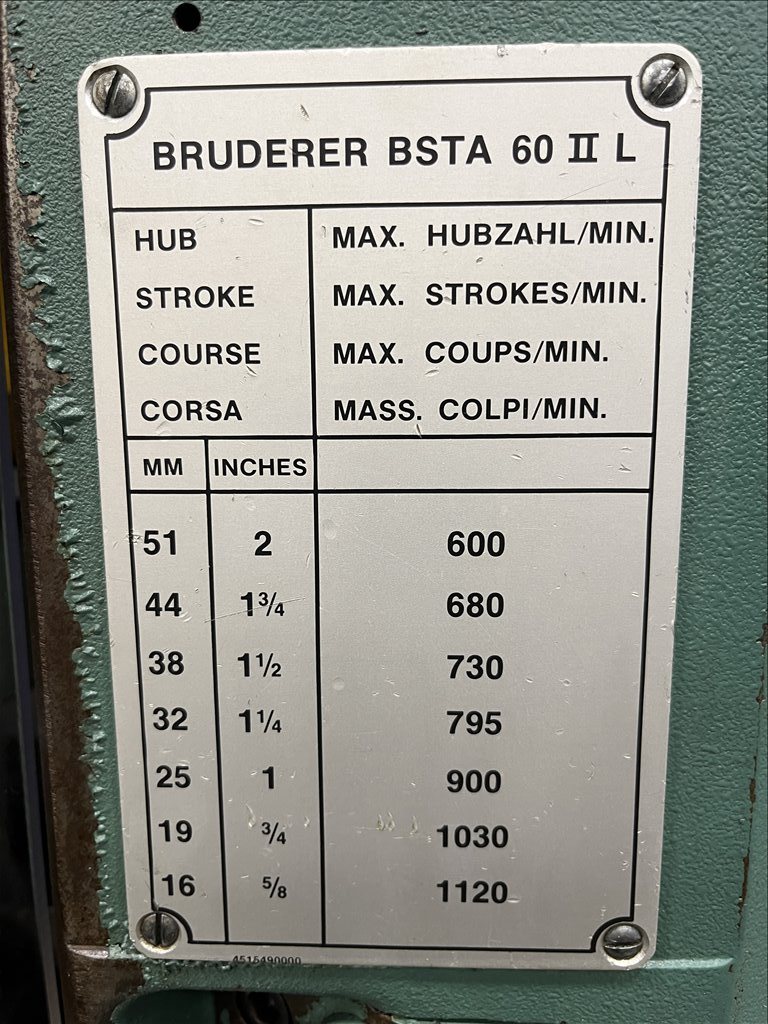 BRUDERER BSTA 60 II L
HUB MAX. HUBZAHL/MIN.
STROKE MAX. STROKES/MIN.
COURSE MAX. COUPS/MIN.
CORSA MASS. COLPI/MIN.
MM INCHES
51 2 600
44 1¾ 680
38 1½ 730
32 1¼ 795
25 1 900
19 ¾ 1030
16 ⅝ 1120
4515490000